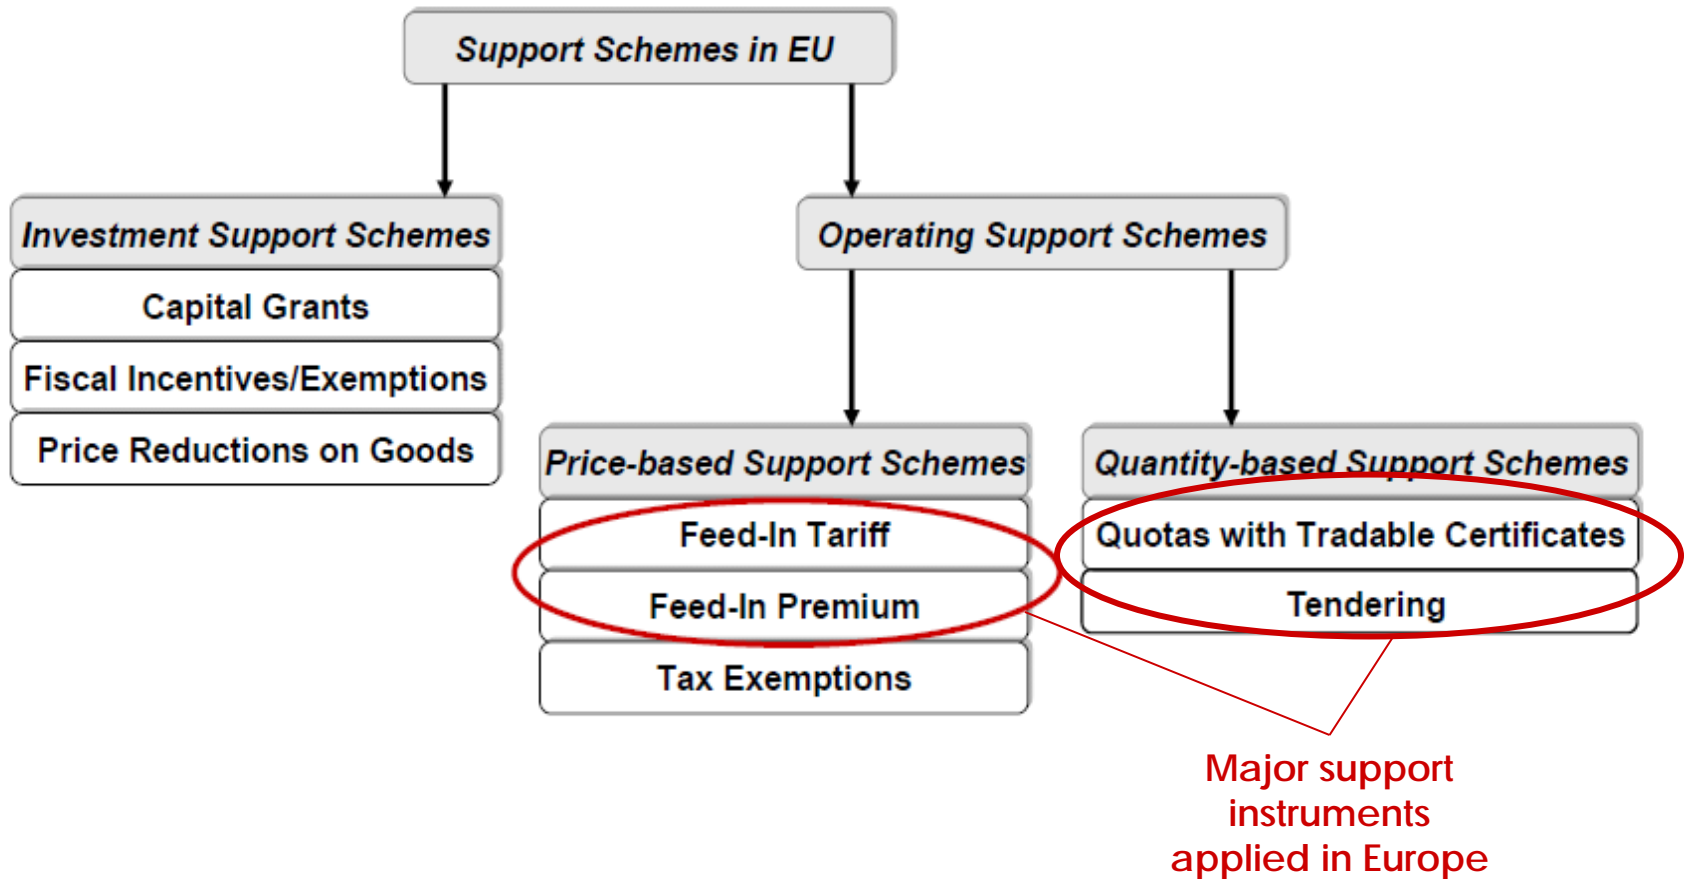 Support Schemes in EU
Investment Support Schemes
Capital Grants
Fiscal Incentives/Exemptions
Price Reductions on Goods
Operating Support Schemes
Price-based Support Schemes
Feed-In Tariff
Feed-In Premium
Tax Exemptions
Quantity-based Support Schemes
Quotas with Tradable Certificates
Tendering
Major support
instruments
applied in Europe